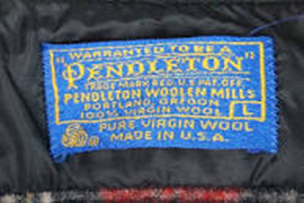 "WARRANTED TO BE A"
"PENDLETON"
TRADE MARK REG. U.S. PAT. OFF.
PENDLETON WOOLEN MILLS
PORTLAND, OREGON
100% VIRGIN WOOL L
PURE VIRGIN WOOL
MADE IN U.S.A.